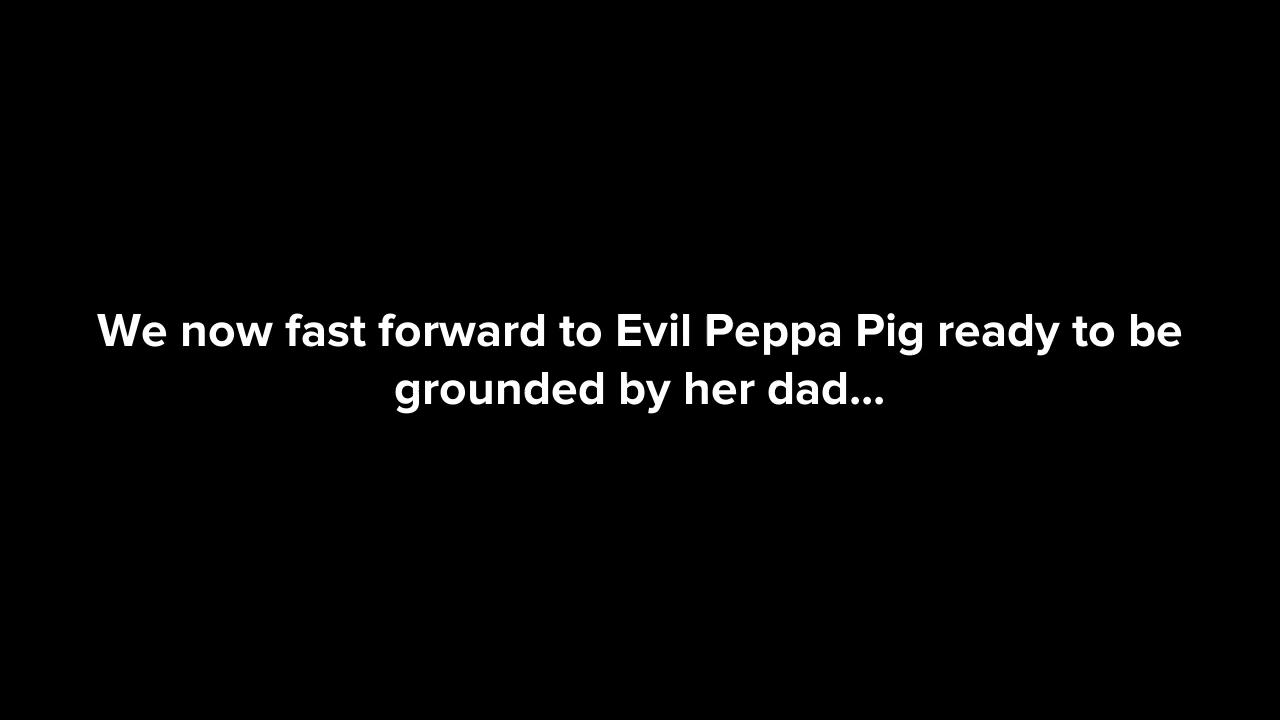 We now fast forward to Evil Peppa Pig ready to be
grounded by her dad...